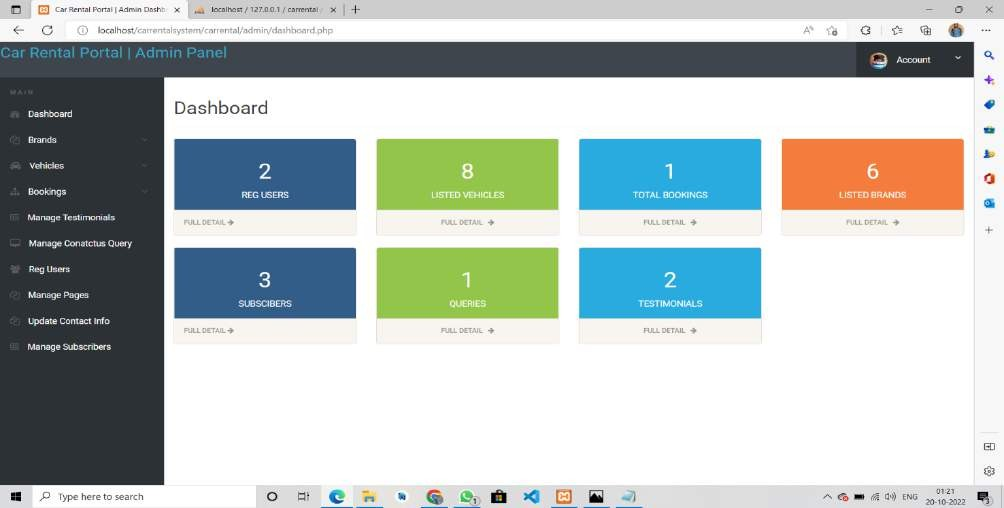 Car Rental Portal | Admin Dashb
localhost / 127.0.0.1 / carrental
localhost/carrentalsystem/carrental/admin/dashboard.php
Car Rental Portal | Admin Panel
Account
MAIN
Dashboard
Brands
Vehicles
Bookings
Manage Testimonials
Manage Conatctus Query
Reg Users
Manage Pages
Update Contact Info
Manage Subscribers
Dashboard
2
REG USERS
FULL DETAIL
8
LISTED VEHICLES
FULL DETAIL
1
TOTAL BOOKINGS
FULL DETAIL
6
LISTED BRANDS
FULL DETAIL
3
SUBSCIBERS
FULL DETAIL
1
QUERIES
FULL DETAIL
2
TESTIMONIALS
FULL DETAIL
Type here to search
ENG
01:21
20-10-2022